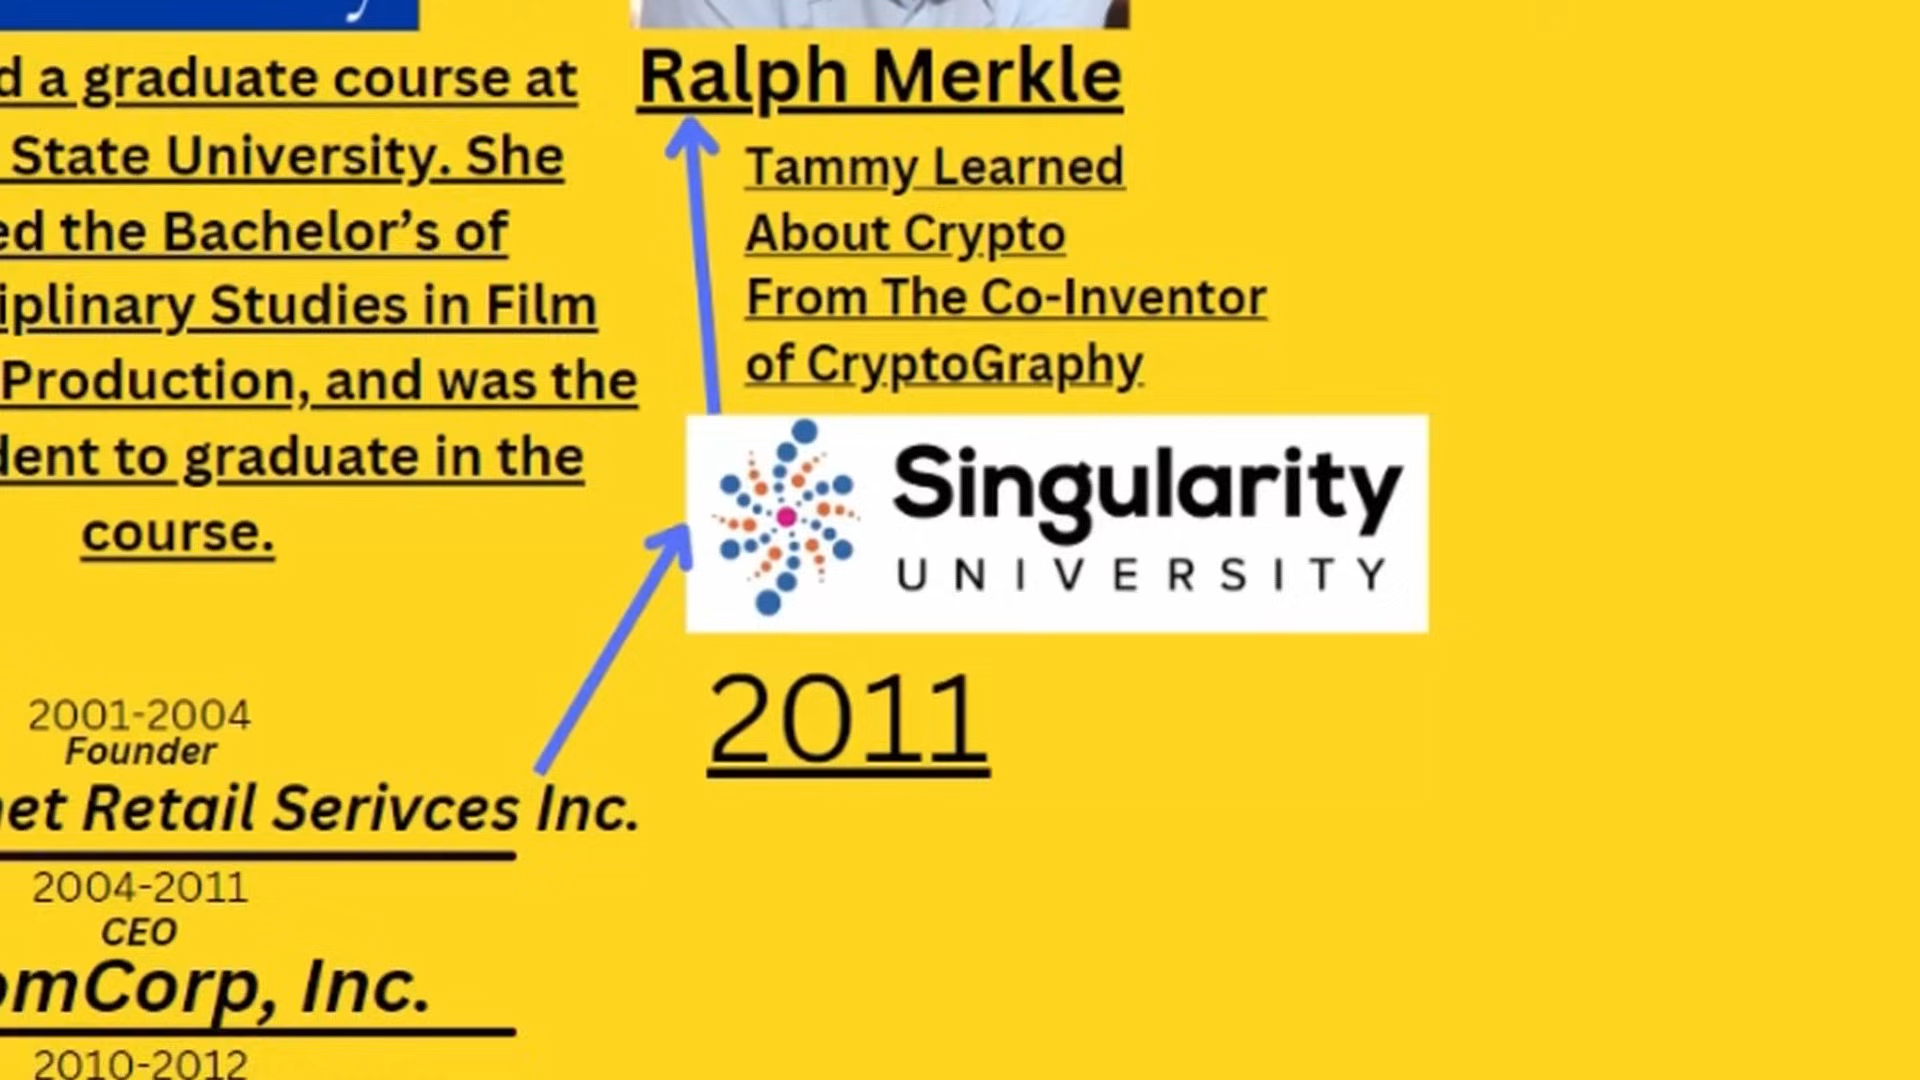 d a graduate course at
State University. She
ed the Bachelor’s of
iplinary Studies in Film
Production, and was the
dent to graduate in the
course.
Ralph Merkle
Tammy Learned
About Crypto
From The Co-Inventor
of CryptoGraphy
Singularity
UNIVERSITY
2011
2001-2004
Founder
et Retail Serivces Inc.
2004-2011
CEO
omCorp, Inc.
2010-2012